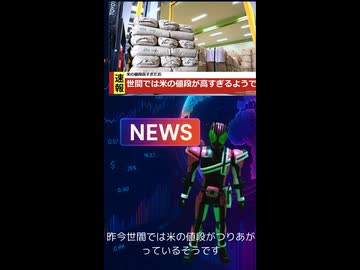 速報
米の値段高すぎだお
世間では米の値段が高すぎるようで
NEWS
昨今世間では米の値段がつりあが
っているそうです